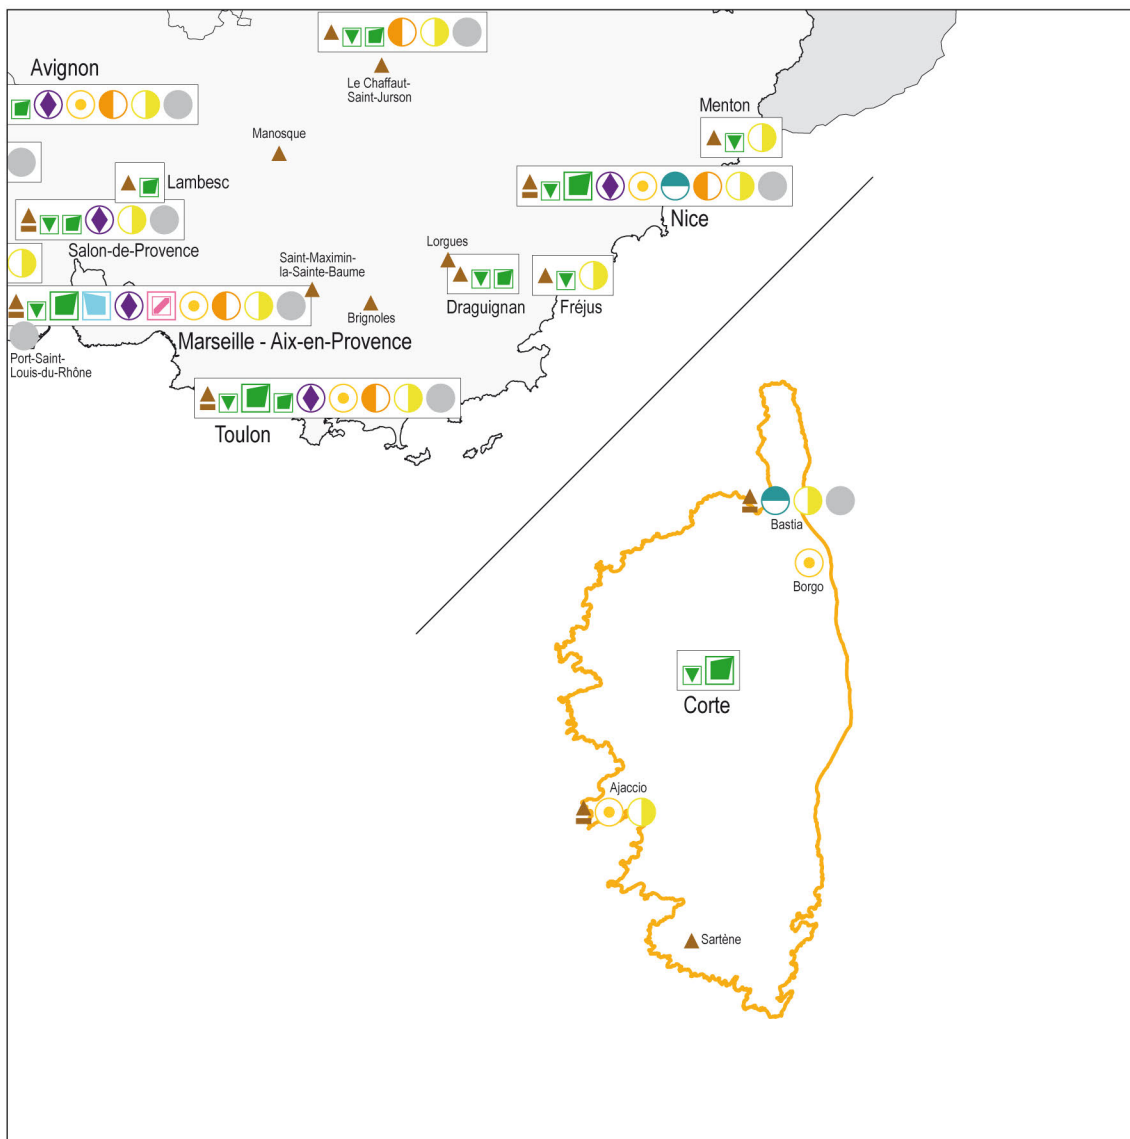 Avignon
Le Chaffaut-
Saint-Jurson
Menton
Manosque
Lambesc
Nice
Salon-de-Provence
Lorgues
Saint-Maximin-
la-Sainte-Baume
Draguignan
Fréjus
Brignoles
Marseille - Aix-en-Provence
Port-Saint-
Louis-du-Rhône
Toulon
Bastia
Borgo
Corte
Ajaccio
Sartène